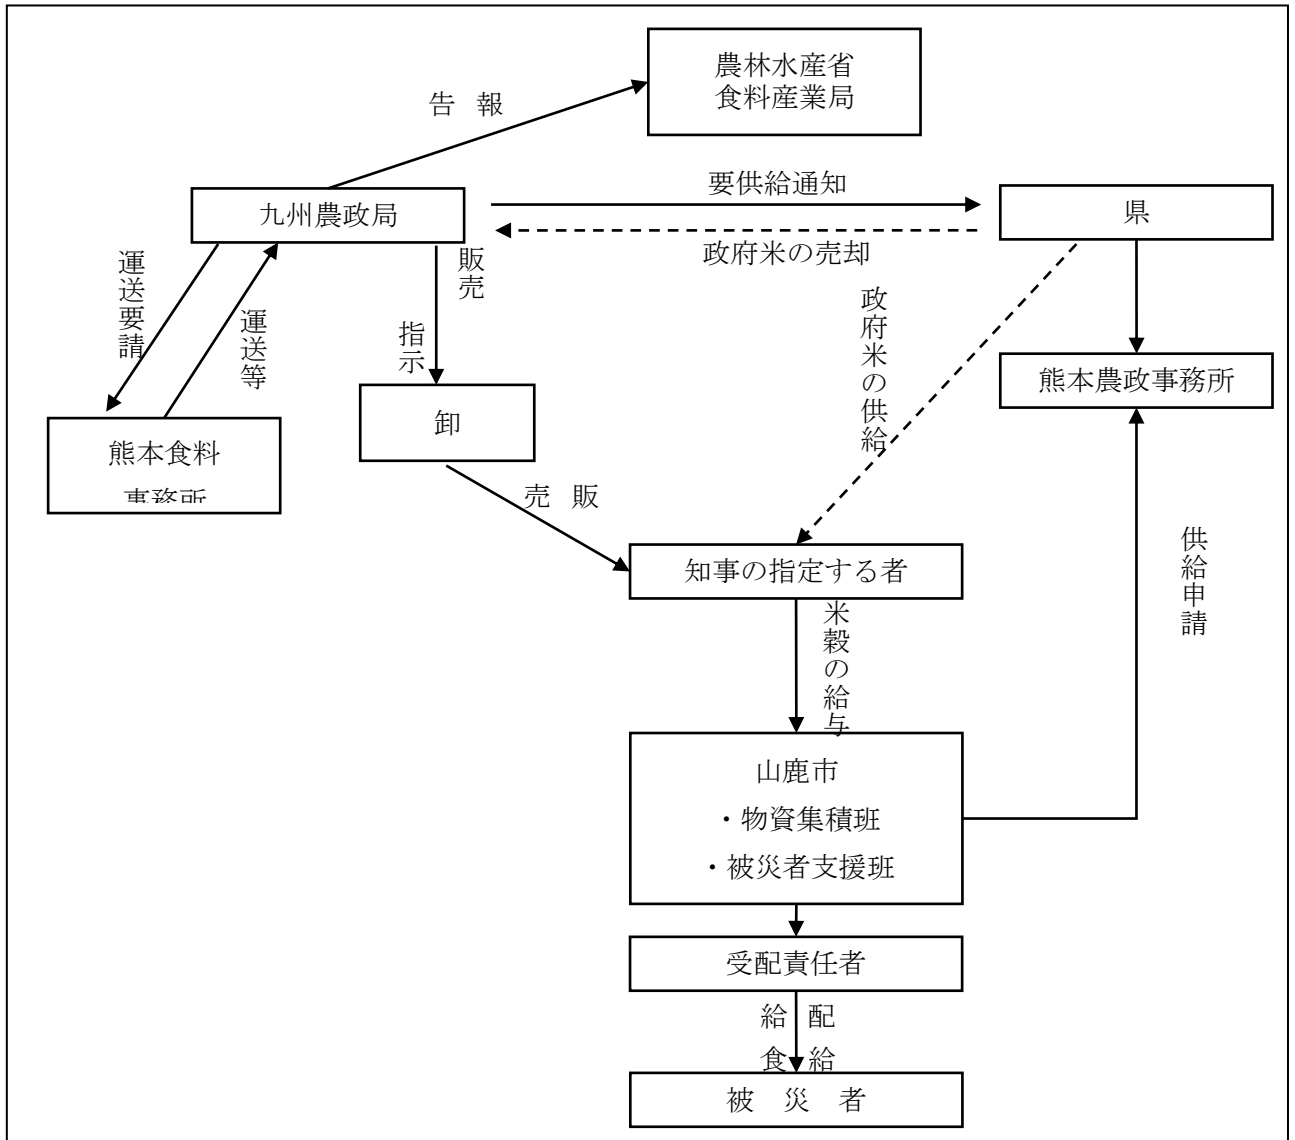 農林水産省
食料産業局
告 報
九州農政局
要供給通知
県
政府米の売却
販売
運送要請
運送等
指示
政府米の供給
熊本農政事務所
卸
熊本食料
事務所
売 販
知事の指定する者
供給申請
米穀の給与
山鹿市
・物資集積班
・被災者支援班
受配責任者
給 配
食 給
被 災 者